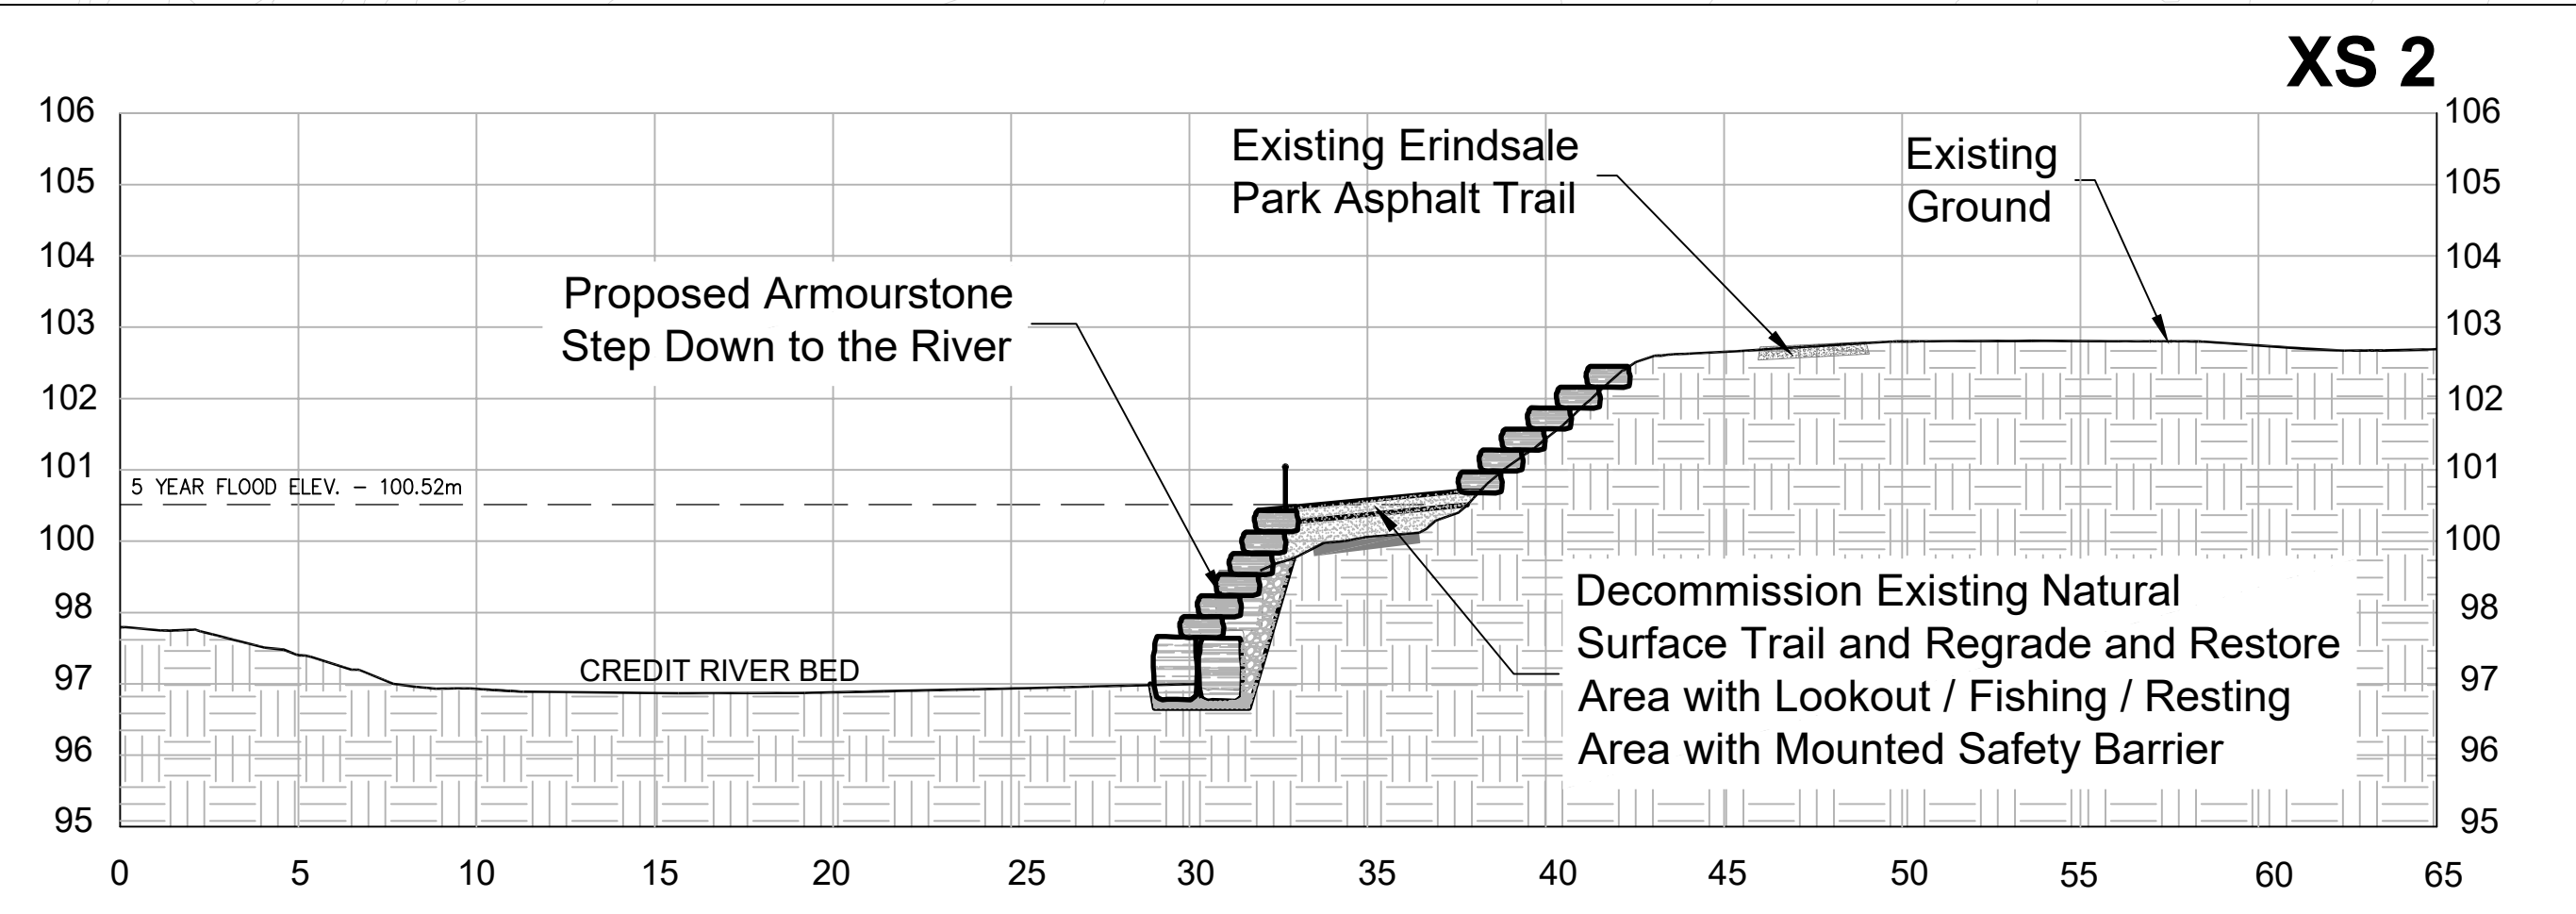 XS 2
106
106
Existing Erindsale
Park Asphalt Trail
Existing
Ground
105
105
104
104
Proposed Armourstone
Step Down to the River
103
103
102
102
101
101
5 YEAR FLOOD ELEV. - 100.52m
100
100
98
98
Decommission Existing Natural
Surface Trail and Regrade and Restore
Area with Lookout / Fishing / Resting
Area with Mounted Safety Barrier
CREDIT RIVER BED
97
97
96
96
95
95
0 5 10 15 20 25 30 35 40 45 50 55 60 65